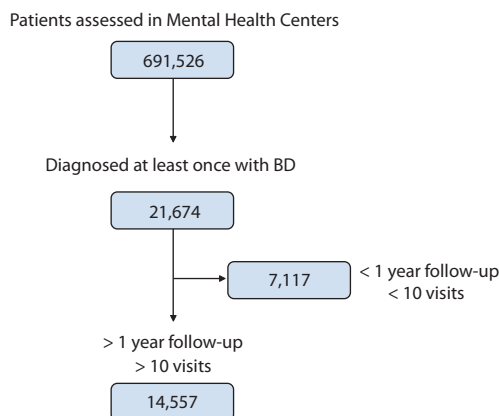 Patients assessed in Mental Health Centers
691,526
Diagnosed at least once with BD
21,674
7,117
< 1 year follow-up
< 10 visits
> 1 year follow-up
> 10 visits
14,557